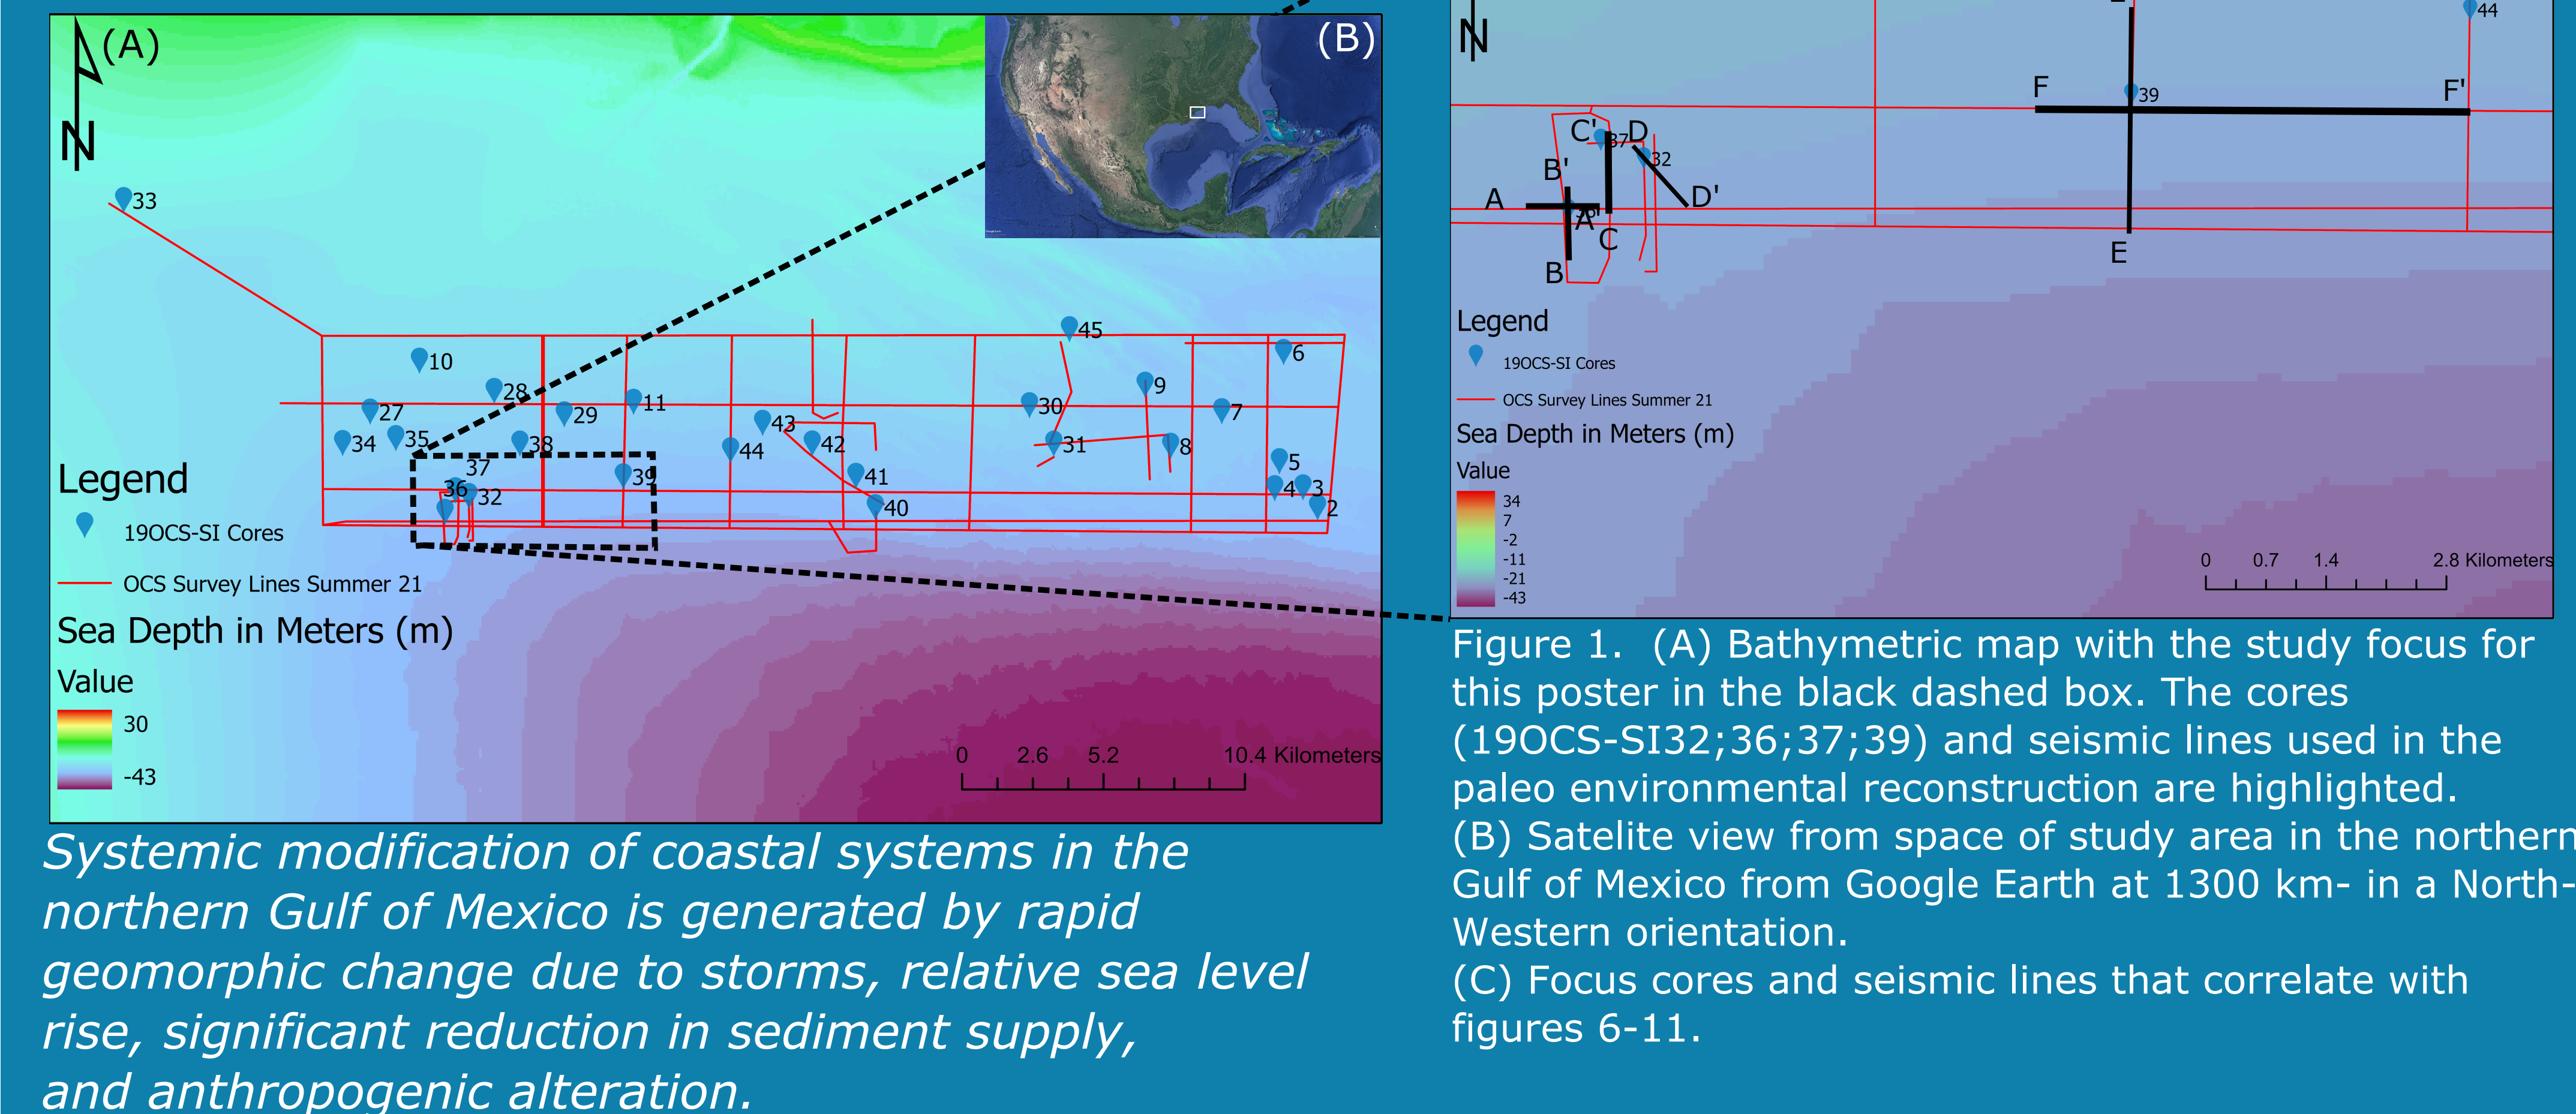 (A)
N
(B)
33
45
6
10
9
28
11
30
7
27
29
43
34
35
38
44
42
31
8
5
37
39
41
4
3
36
32
40
2
Legend
19OCS-SI Cores
OCS Survey Lines Summer 21
Sea Depth in Meters (m)
Value
30
-43
0 2.6 5.2 10.4 Kilometers
Systemic modification of coastal systems in the
northern Gulf of Mexico is generated by rapid
geomorphic change due to storms, relative sea level
rise, significant reduction in sediment supply,
and anthropogenic alteration.
N
44
F
39
F'
C'
37
D
32
B'
A
A'
D'
C
B
E
Legend
19OCS-SI Cores
OCS Survey Lines Summer 21
Sea Depth in Meters (m)
Value
34
7
-2
-11
-21
-43
0 0.7 1.4 2.8 Kilometers
Figure 1. (A) Bathymetric map with the study focus for
this poster in the black dashed box. The cores
(19OCS-SI32;36;37;39) and seismic lines used in the
paleo environmental reconstruction are highlighted.
(B) Satelite view from space of study area in the northern
Gulf of Mexico from Google Earth at 1300 km- in a North-
Western orientation.
(C) Focus cores and seismic lines that correlate with
figures 6-11.